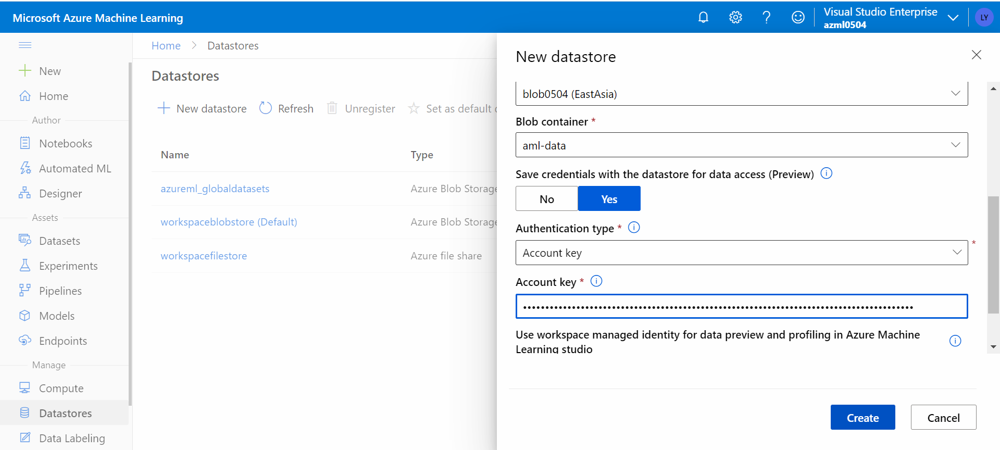 Microsoft Azure Machine Learning
Visual Studio Enterprise
azml0504
LY
New
Home
Author
Notebooks
Automated ML
Designer
Assets
Datasets
Experiments
Pipelines
Models
Endpoints
Manage
Compute
Datastores
Data Labeling
Home > Datastores
Datastores
New datastore Refresh Unregister Set as default
Name Type
azureml_globaldatasets Azure Blob Storage
workspaceblobstore (Default) Azure Blob Storage
workspacefilestore Azure file share
New datastore
blob0504 (EastAsia)
Blob container *
aml-data
Save credentials with the datastore for data access (Preview)
No Yes
Authentication type *
Account key *
Account key *
••••••••••••••••••••••••••••••••••••••••••••••••••••••••••••••••••••••••••••••••••••••••
Use workspace managed identity for data preview and profiling in Azure Machine
Learning studio
Create Cancel